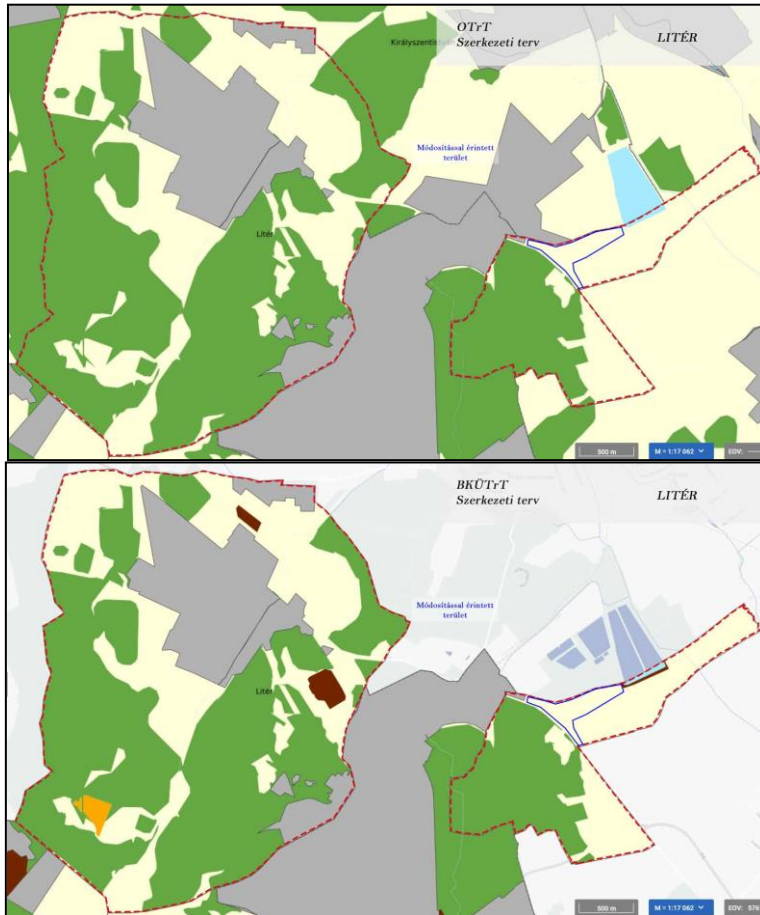 OTrT
Szerkezeti terv
LITÉR
Királyszentistván
Módosítással érintett
terület
Litér
500 m
M = 1:17 062
EOV:
BKÜTrT
Szerkezeti terv
LITÉR
Módosítással érintett
terület
Litér
500 m
M = 1:17 062
EOV: 576